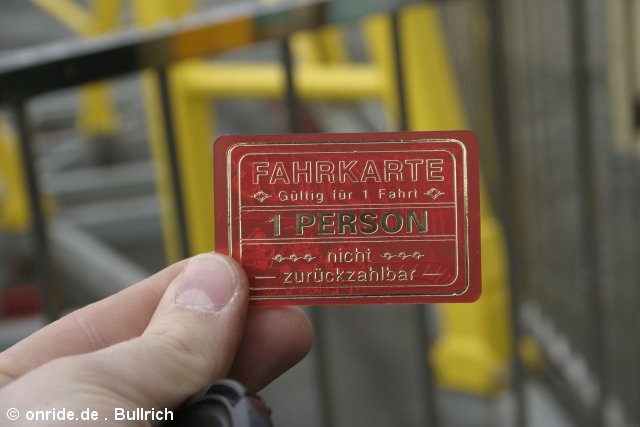 FAHRKARTE
Gültig für 1 Fahrt
1 PERSON
nicht
zurückzahlbar
© onride.de . Bullrich